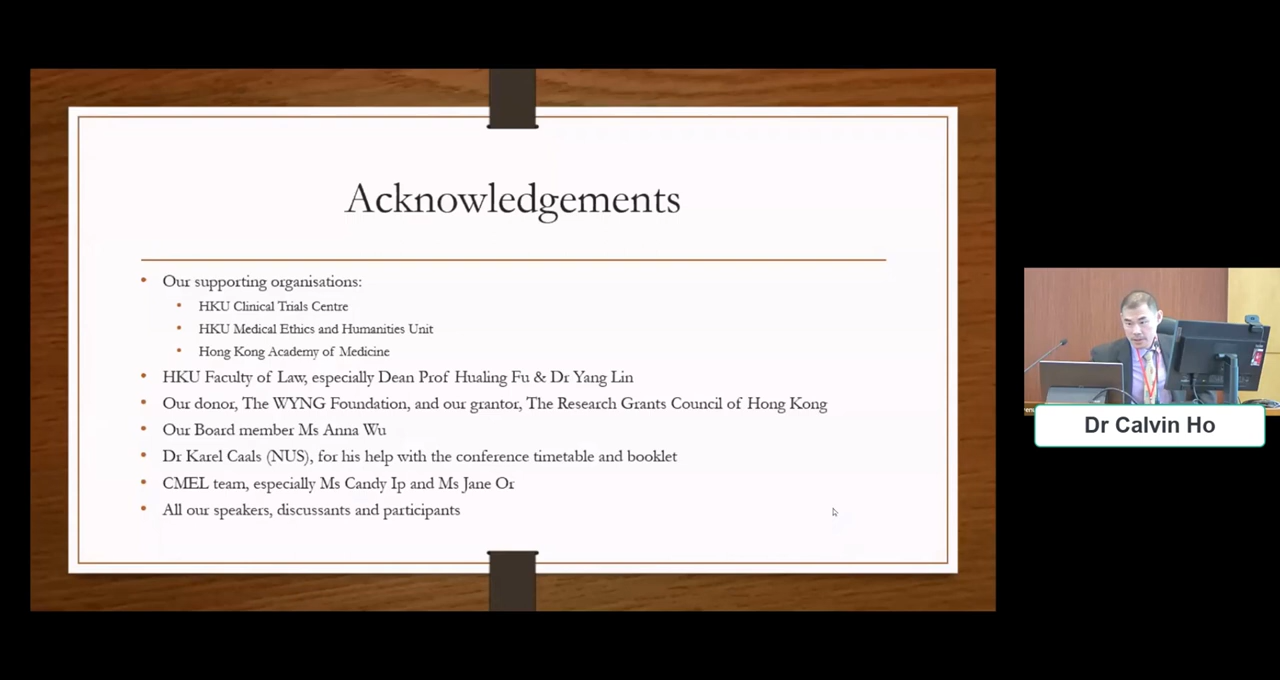 Acknowledgements
Our supporting organisations:
HKU Clinical Trials Centre
HKU Medical Ethics and Humanities Unit
Hong Kong Academy of Medicine
HKU Faculty of Law, especially Dean Prof Hualing Fu & Dr Yang Lin
Our donor, The WYNG Foundation, and our grantor, The Research Grants Council of Hong Kong
Our Board member Ms Anna Wu
Dr Karel Caals (NUS), for his help with the conference timetable and booklet
CMEL team, especially Ms Candy Ip and Ms Jane Or
All our speakers, discussants and participants
Dr Calvin Ho